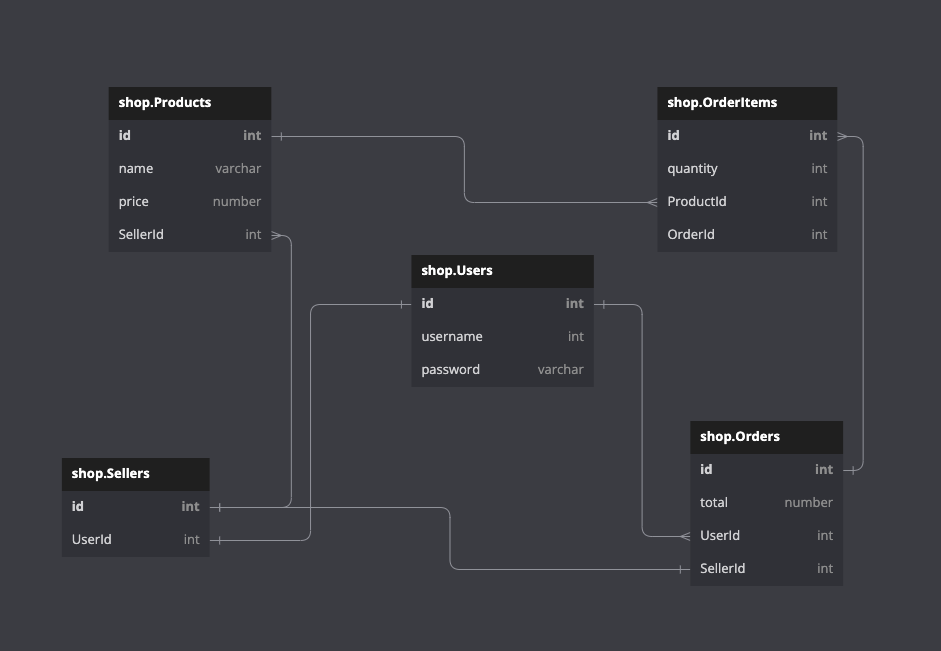 shop.Products
id int
name varchar
price number
SellerId int
shop.OrderItems
id int
quantity int
ProductId int
OrderId int
shop.Users
id int
username int
password varchar
shop.Sellers
id int
UserId int
shop.Orders
id int
total number
UserId int
SellerId int